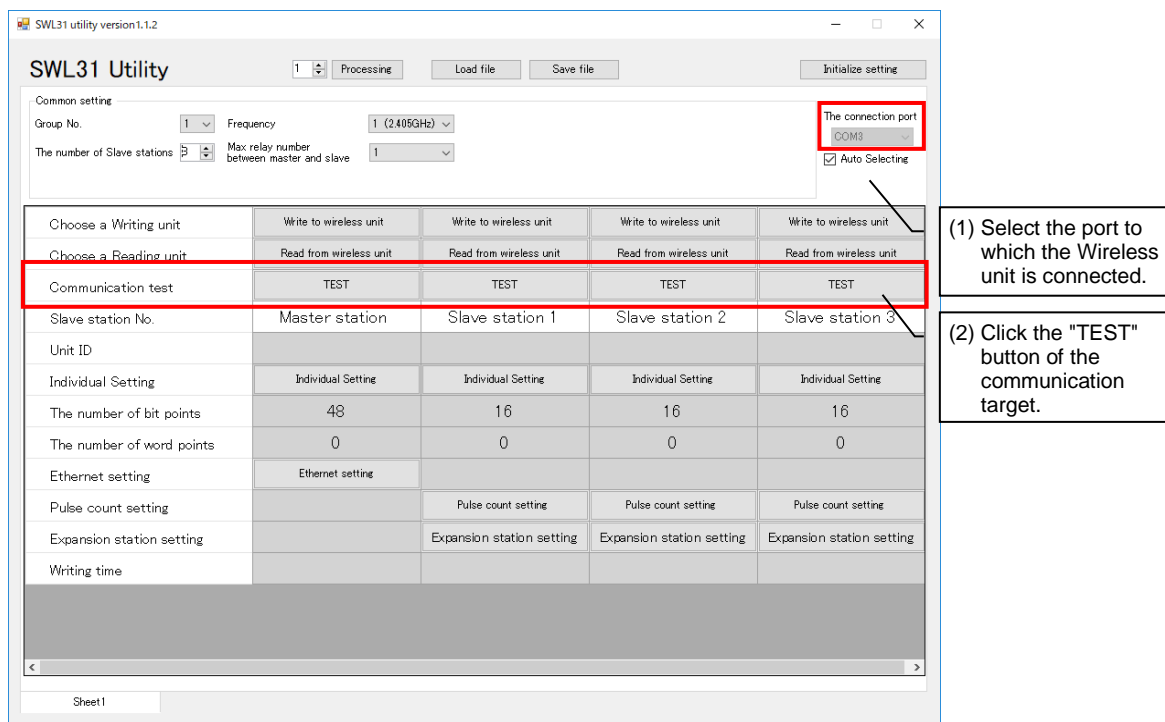 SWL31 utility version1.1.2
SWL31 Utility
1 Processing Load file Save file Initialize setting
Common setting
Group No. 1 Frequency 1 (2.405GHz)
The number of Slave stations 3 Max relay number
between master and slave 1
The connection port
COM3
Auto Selecting
Choose a Writing unit Write to wireless unit Write to wireless unit Write to wireless unit Write to wireless unit
Choose a Reading unit Read from wireless unit Read from wireless unit Read from wireless unit Read from wireless unit
Communication test TEST TEST TEST TEST
Slave station No. Master station Slave station 1 Slave station 2 Slave station 3
Unit ID
Individual Setting Individual Setting Individual Setting Individual Setting Individual Setting
The number of bit points 48 16 16 16
The number of word points 0 0 0 0
Ethernet setting Ethernet setting
Pulse count setting Pulse count setting Pulse count setting Pulse count setting
Expansion station setting Expansion station setting Expansion station setting Expansion station setting
Writing time
Sheet1
(1) Select the port to
which the Wireless
unit is connected.
(2) Click the "TEST"
button of the
communication
target.